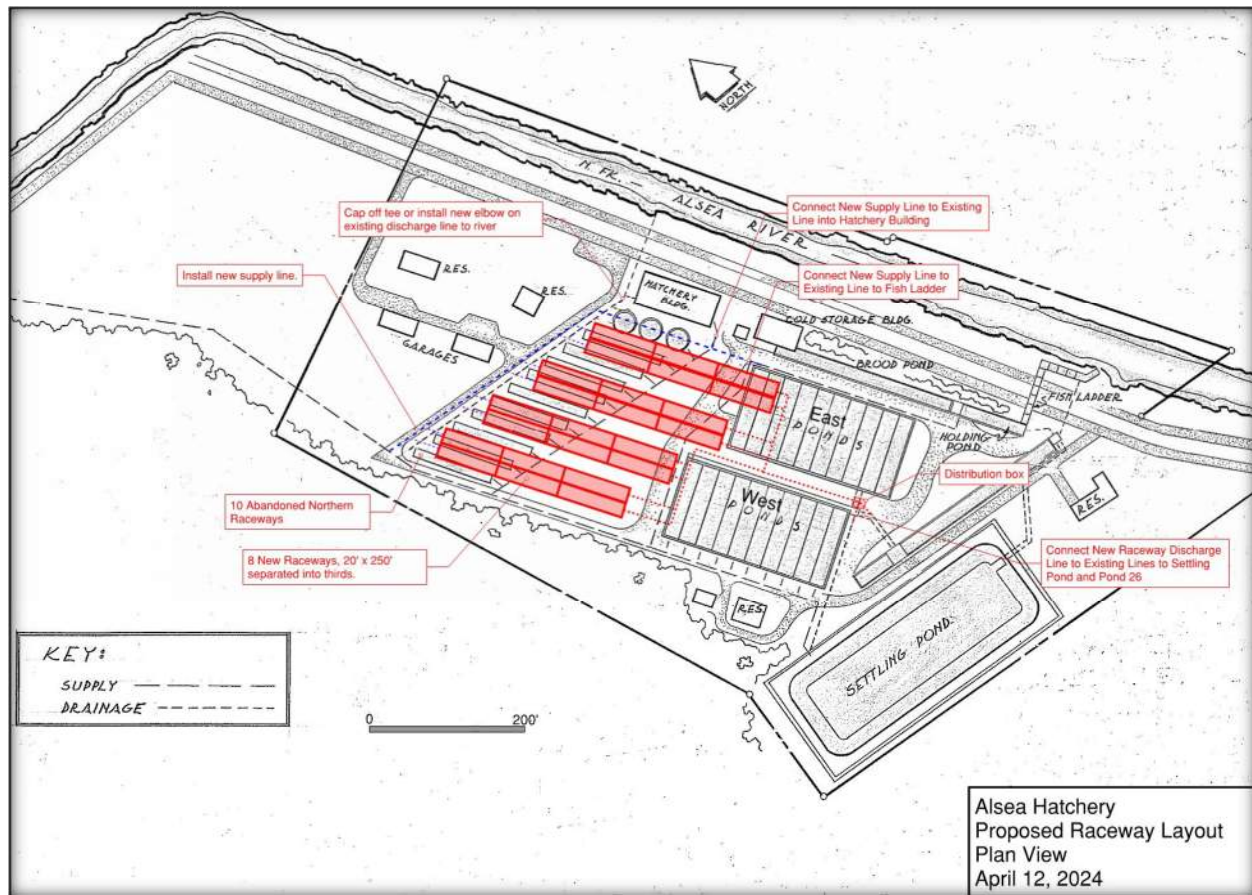 NORTH
N. FK. — ALSEA RIVER
Connect New Supply Line to Existing
Line into Hatchery Building
Cap off tee or install new elbow on
existing discharge line to river
Install new supply line.
Connect New Supply Line to
Existing Line to Fish Ladder
RES.
RES.
HATCHERY
BLDG.
COLD STORAGE BLDG.
GARAGES
BROOD POND
FISH LADDER
East
PONDS
HOLDING
POND
Distribution box
West
PONDS
RES.
10 Abandoned Northern
Raceways
8 New Raceways, 20' x 250'
separated into thirds.
Connect New Raceway Discharge
Line to Existing Lines to Settling
Pond and Pond 26
RES.
SETTLING POND
KEY:
SUPPLY
DRAINAGE
0 200'
Alsea Hatchery
Proposed Raceway Layout
Plan View
April 12, 2024